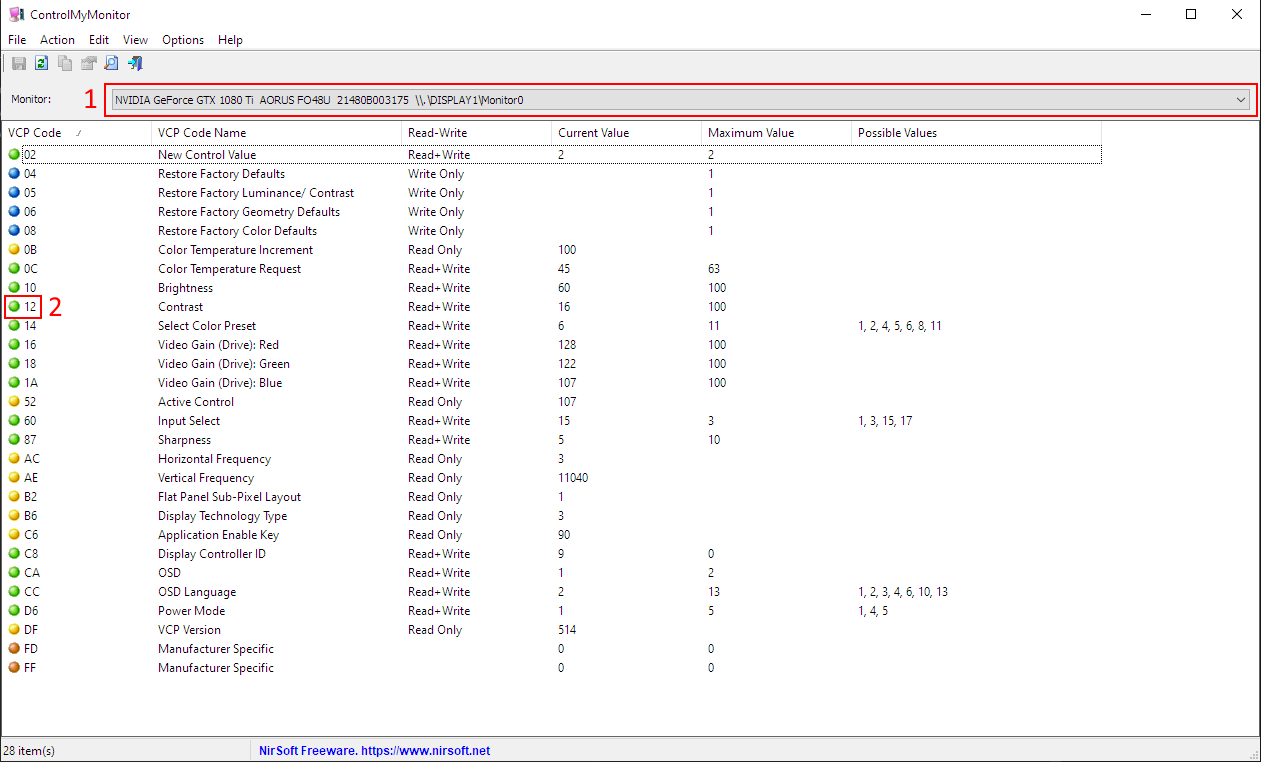 ControlMyMonitor
File Action Edit View Options Help
Monitor: 1 NVIDIA GeForce GTX 1080 Ti AORUS FO48U 21480B003175 \\.\DISPLAY1\Monitor0
VCP Code VCP Code Name Read-Write Current Value Maximum Value Possible Values
02 New Control Value Read+Write 2 2
04 Restore Factory Defaults Write Only 1
05 Restore Factory Luminance/ Contrast Write Only 1
06 Restore Factory Geometry Defaults Write Only 1
08 Restore Factory Color Defaults Write Only 1
0B Color Temperature Increment Read Only 100
0C Color Temperature Request Read+Write 45 63
10 Brightness Read+Write 60 100
12 2 Contrast Read+Write 16 100
14 Select Color Preset Read+Write 6 11 1, 2, 4, 5, 6, 8, 11
16 Video Gain (Drive): Red Read+Write 128 100
18 Video Gain (Drive): Green Read+Write 122 100
1A Video Gain (Drive): Blue Read+Write 107 100
52 Active Control Read Only 107
60 Input Select Read+Write 15 3 1, 3, 15, 17
87 Sharpness Read+Write 5 10
AC Horizontal Frequency Read Only 3
AE Vertical Frequency Read Only 11040
B2 Flat Panel Sub-Pixel Layout Read Only 1
B6 Display Technology Type Read Only 3
C6 Application Enable Key Read Only 90
C8 Display Controller ID Read+Write 9 0
CA OSD Read+Write 1 2
CC OSD Language Read+Write 2 13 1, 2, 3, 4, 6, 10, 13
D6 Power Mode Read+Write 1 5 1, 4, 5
DF VCP Version Read Only 514
FD Manufacturer Specific 0 0
FF Manufacturer Specific 0 0
28 item(s) NirSoft Freeware. https://www.nirsoft.net